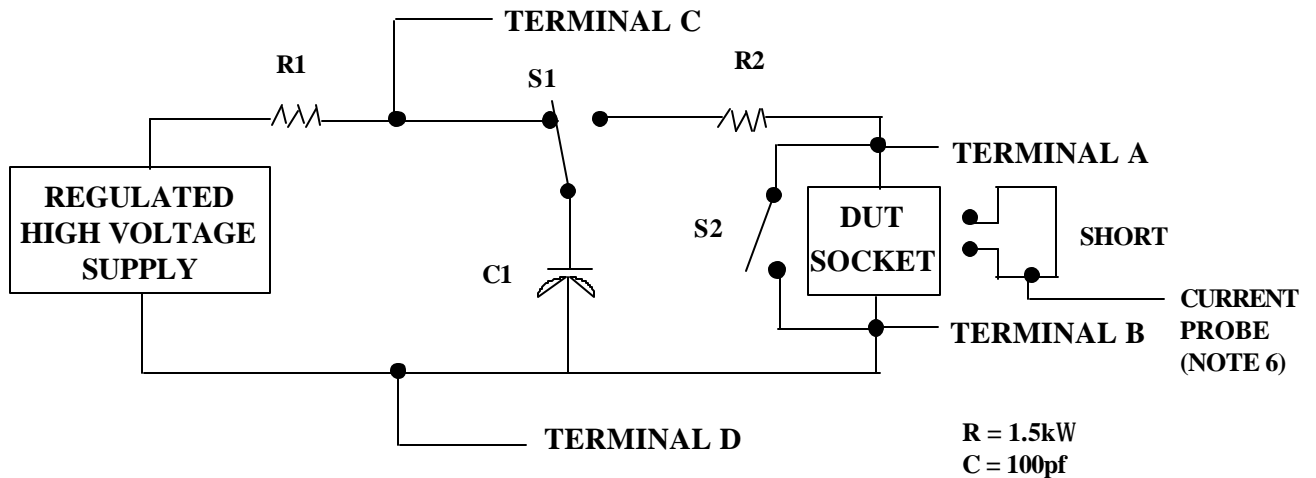 TERMINAL C
R1
S1
R2
TERMINAL A
REGULATED
HIGH VOLTAGE
SUPPLY
S2
DUT
SOCKET
SHORT
C1
CURRENT
PROBE
(NOTE 6)
TERMINAL B
TERMINAL D
R = 1.5kW
C = 100pf